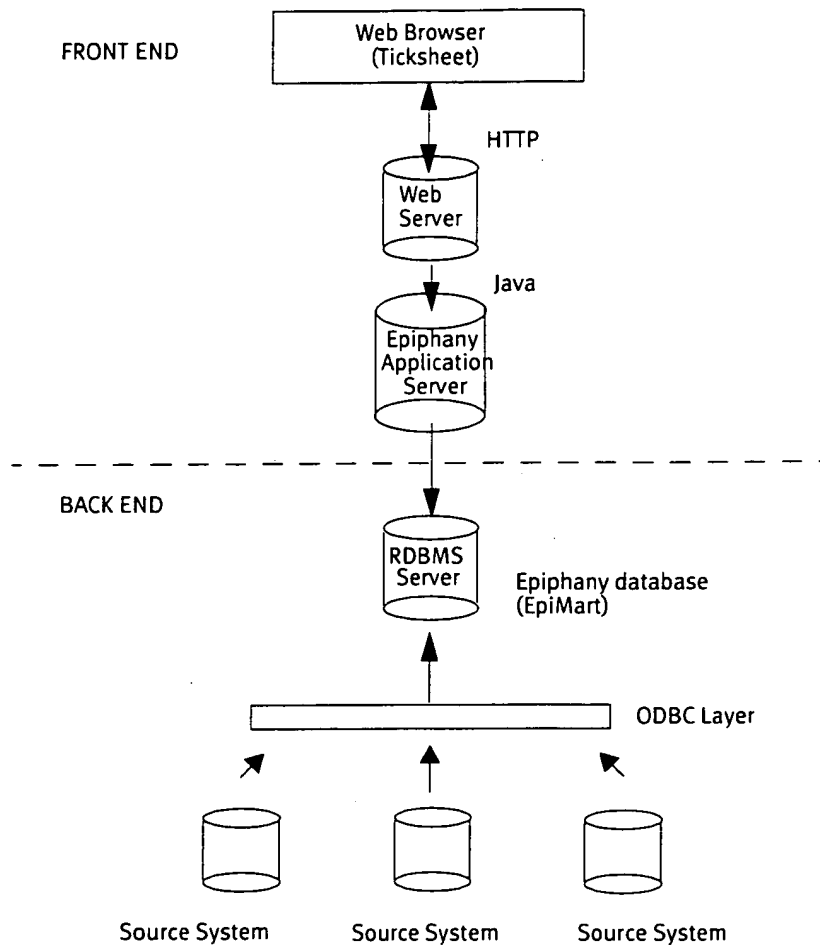 FRONT END
Web Browser
(Ticksheet)
HTTP
Web
Server
Java
Epiphany
Application
Server
BACK END
RDBMS
Server
Epiphany database
(EpiMart)
ODBC Layer
Source System
Source System
Source System